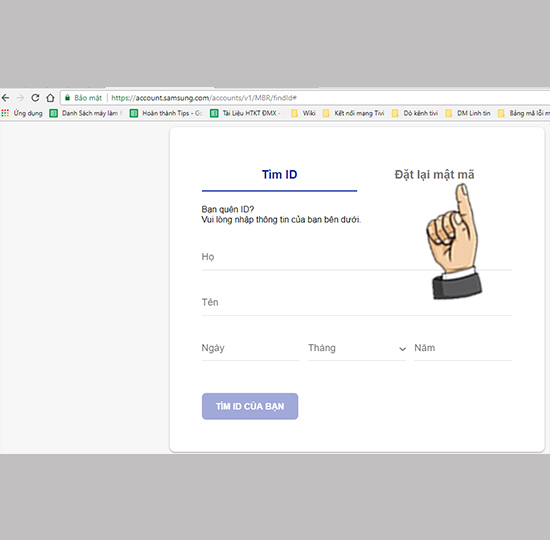 Bảo mật | https://account.samsung.com/accounts/v1/MBR/findId#
Ứng dụng Danh Sách máy làm Hoàn thành Tips - Go Tài Liệu HTKT ĐMX - Wiki Kết nối mạng Tivi Dò kênh tivi DM Linh tin Bảng mã lỗi m
Tìm ID Đặt lại mật mã
Bạn quên ID?
Vui lòng nhập thông tin của bạn bên dưới.
Họ
Tên
Ngày Tháng Năm
TÌM ID CỦA BẠN